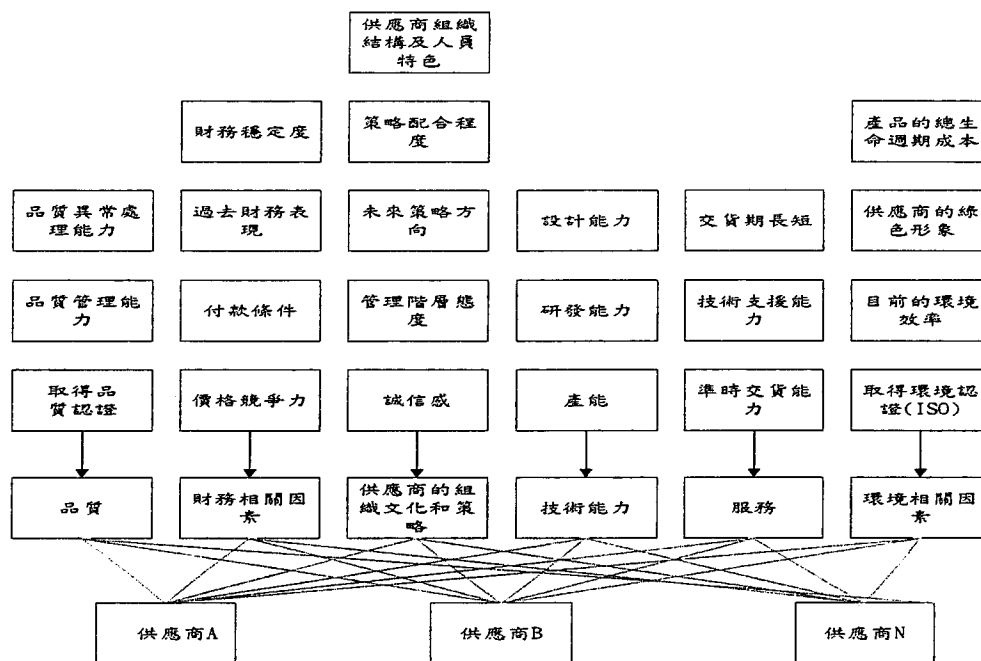 供應商組織
結構及人員
特色
財務穩定度
策略配合程
度
產品的總生
命週期成本
品質異常處
理能力
過去財務表
現
未來策略方
向
設計能力
交貨期長短
供應商的綠
色形象
品質管理能
力
付款條件
管理階層態
度
研發能力
技術支援能
力
目前的環境
效率
取得品
質認證
價格競爭力
誠信感
產能
準時交貨能
力
取得環境認
證(ISO)
品質
財務相關因
素
供應商的組
織文化和策
略
技術能力
服務
環境相關因
素
供應商A
供應商B
供應商N